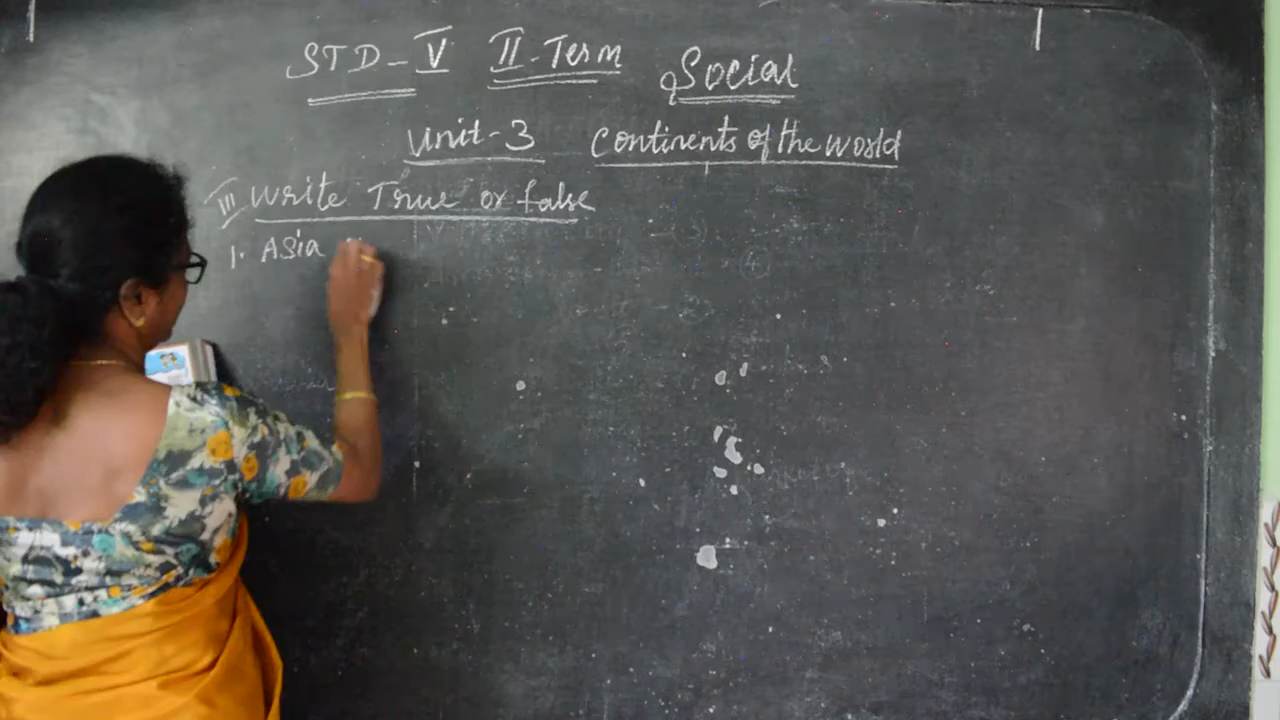 STD-V II-Term Social
Unit-3 Continents of the world
III Write True or false
1. Asia